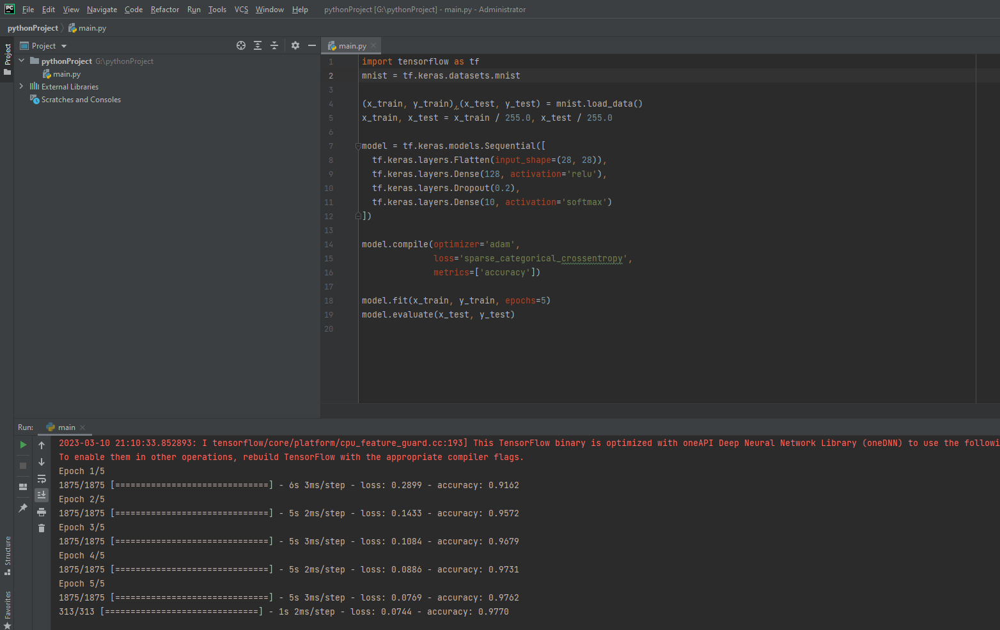 PC File Edit View Navigate Code Refactor Run Tools VCS Window Help pythonProject [G:\pythonProject] - main.py - Administrator
pythonProject main.py
Project
Project
main.py
pythonProject G:\pythonProject
main.py
External Libraries
Scratches and Consoles
1 import tensorflow as tf
2 mnist = tf.keras.datasets.mnist
3
4 (x_train, y_train),(x_test, y_test) = mnist.load_data()
5 x_train, x_test = x_train / 255.0, x_test / 255.0
6
7 model = tf.keras.models.Sequential([
8   tf.keras.layers.Flatten(input_shape=(28, 28)),
9   tf.keras.layers.Dense(128, activation='relu'),
10   tf.keras.layers.Dropout(0.2),
11   tf.keras.layers.Dense(10, activation='softmax')
12 ])
13
14 model.compile(optimizer='adam',
15               loss='sparse_categorical_crossentropy',
16               metrics=['accuracy'])
17
18 model.fit(x_train, y_train, epochs=5)
19 model.evaluate(x_test, y_test)
20
Run: main
2023-03-10 21:10:33.852893: I tensorflow/core/platform/cpu_feature_guard.cc:193] This TensorFlow binary is optimized with oneAPI Deep Neural Network Library (oneDNN) to use the followi
To enable them in other operations, rebuild TensorFlow with the appropriate compiler flags.
Epoch 1/5
1875/1875 [==============================] - 6s 3ms/step - loss: 0.2899 - accuracy: 0.9162
Epoch 2/5
1875/1875 [==============================] - 5s 2ms/step - loss: 0.1433 - accuracy: 0.9572
Epoch 3/5
1875/1875 [==============================] - 5s 3ms/step - loss: 0.1084 - accuracy: 0.9679
Epoch 4/5
1875/1875 [==============================] - 5s 2ms/step - loss: 0.0886 - accuracy: 0.9731
Epoch 5/5
1875/1875 [==============================] - 5s 3ms/step - loss: 0.0769 - accuracy: 0.9762
313/313 [==============================] - 1s 2ms/step - loss: 0.0744 - accuracy: 0.9770
Structure
Favorites